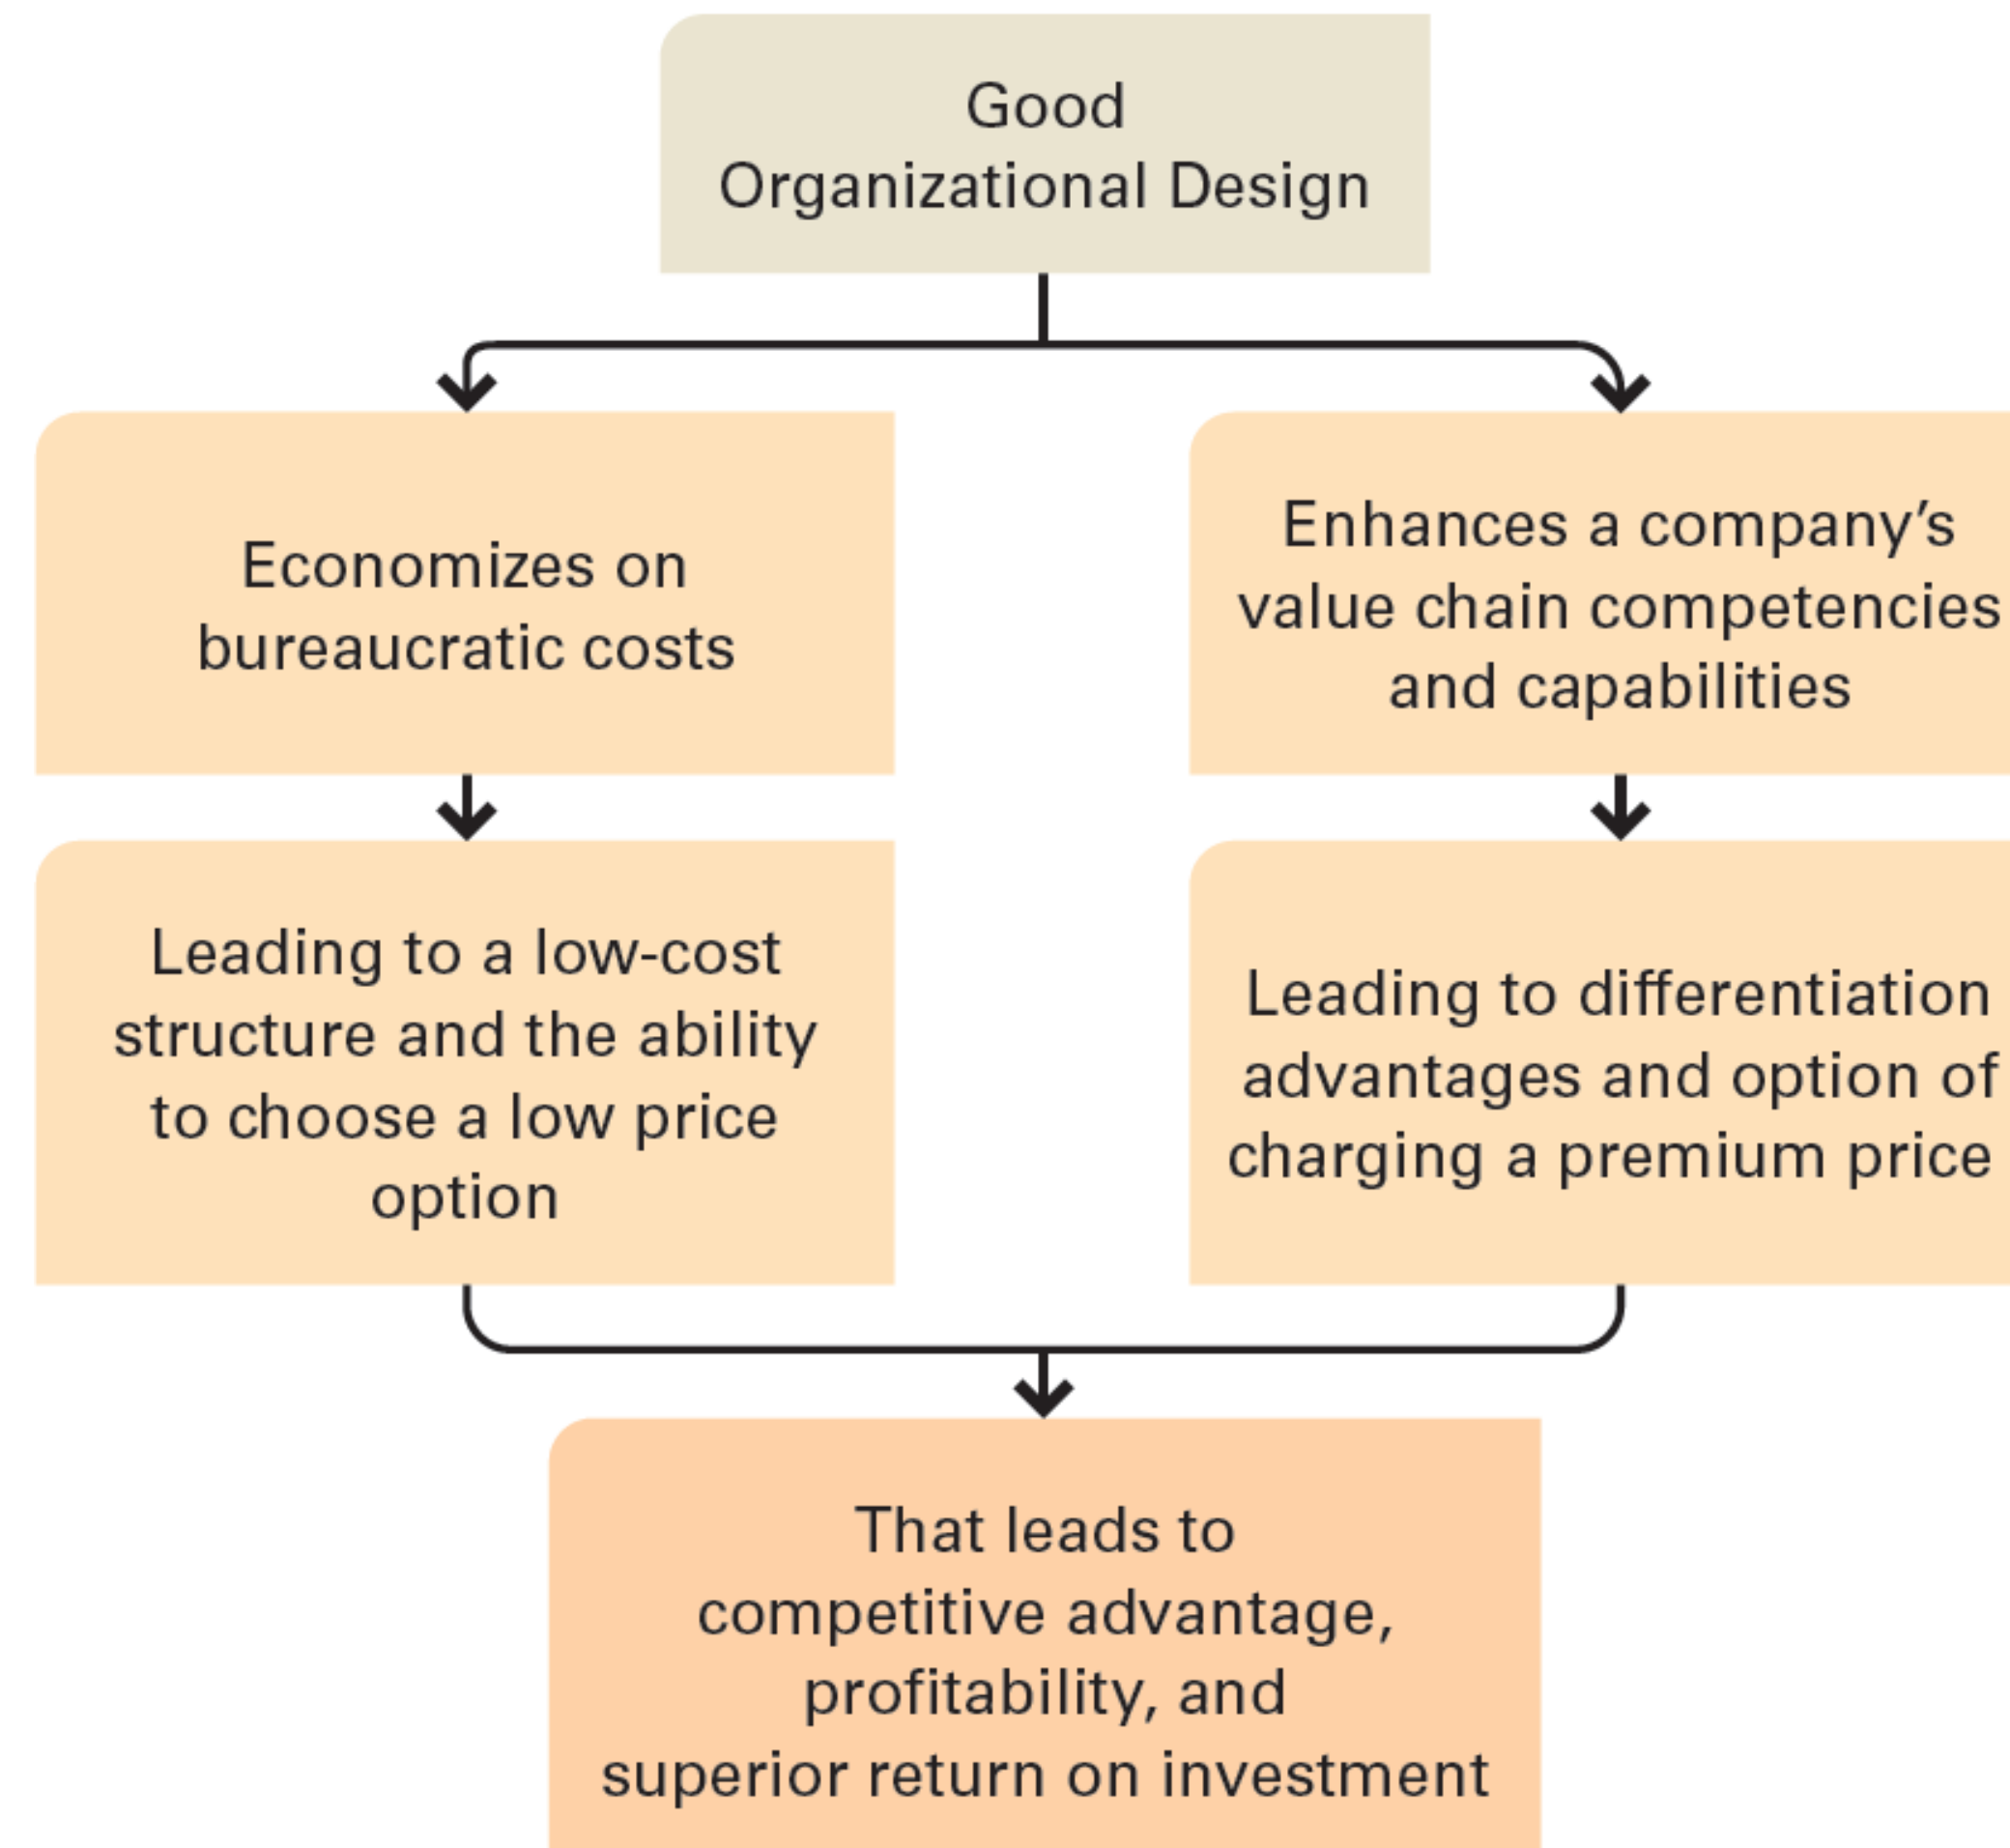 Good
Organizational Design
Economizes on
bureaucratic costs
Enhances a company’s
value chain competencies
and capabilities
Leading to a low-cost
structure and the ability
to choose a low price
option
Leading to differentiation
advantages and option of
charging a premium price
That leads to
competitive advantage,
profitability, and
superior return on investment